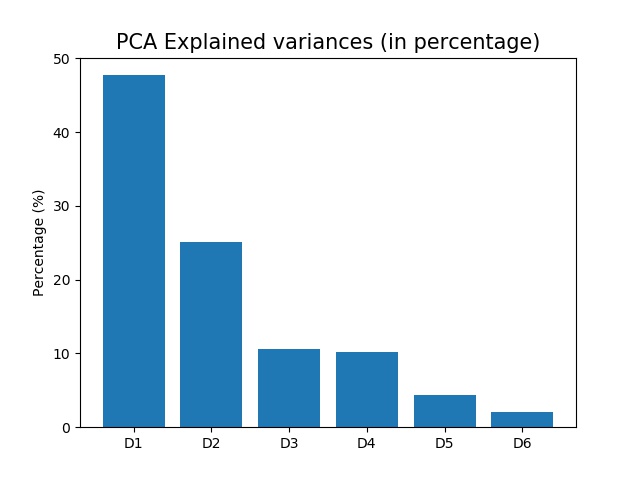 PCA Explained variances (in percentage)
Percentage (%)
50
40
30
20
10
0
D1 D2 D3 D4 D5 D6